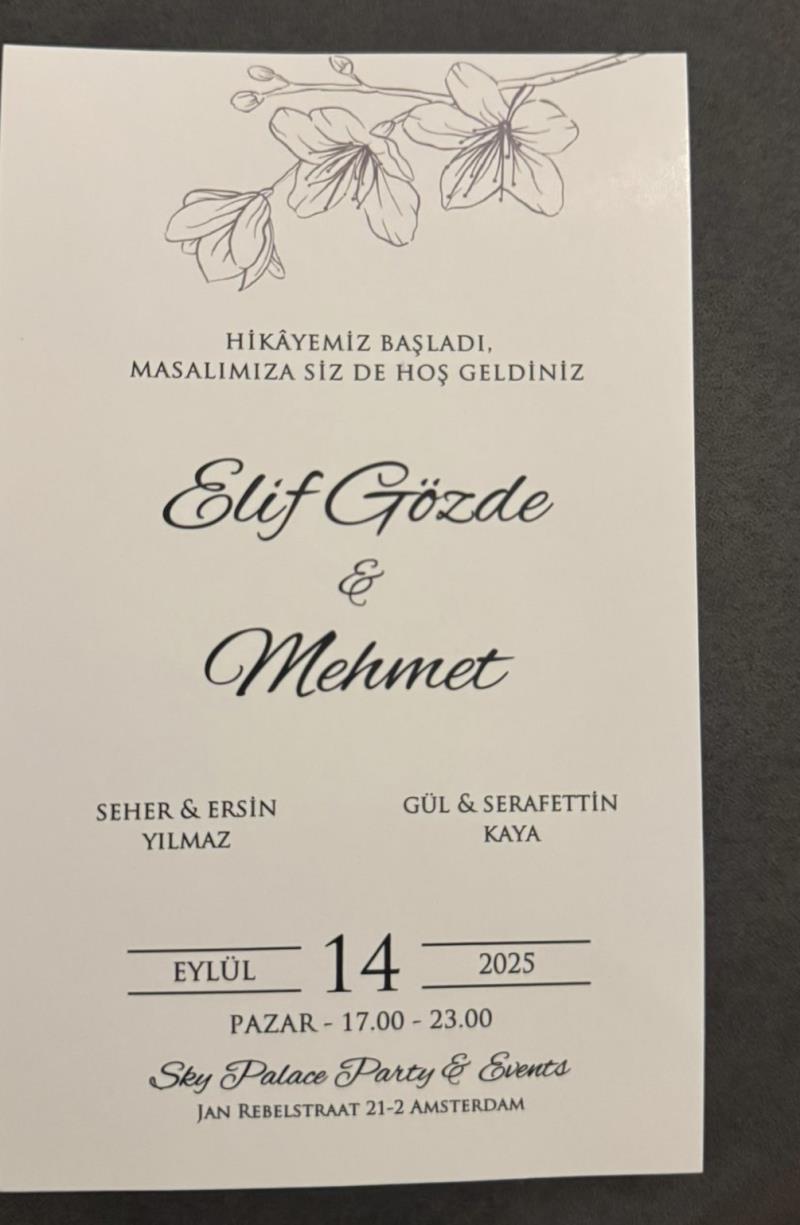 HİKÂYEMİZ BAŞLADI,
MASALIMIZA SİZ DE HOŞ GELDİNİZ
Elif Gözde
&
Mehmet
SEHER & ERSİN
YILMAZ
GÜL & SERAFETTİN
KAYA
EYLÜL 14 2025
PAZAR - 17.00 - 23.00
Sky Palace Party & Events
JAN REBELSTRAAT 21-2 AMSTERDAM